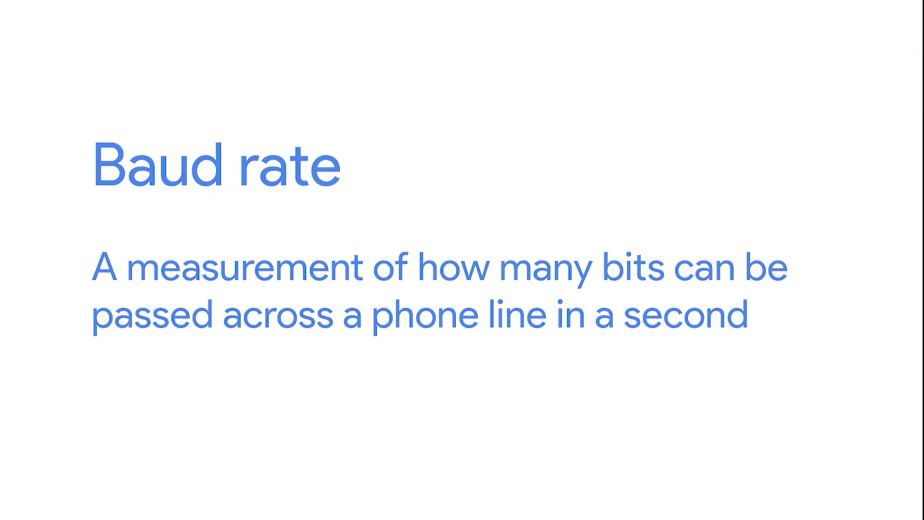 Baud rate
A measurement of how many bits can be
passed across a phone line in a second